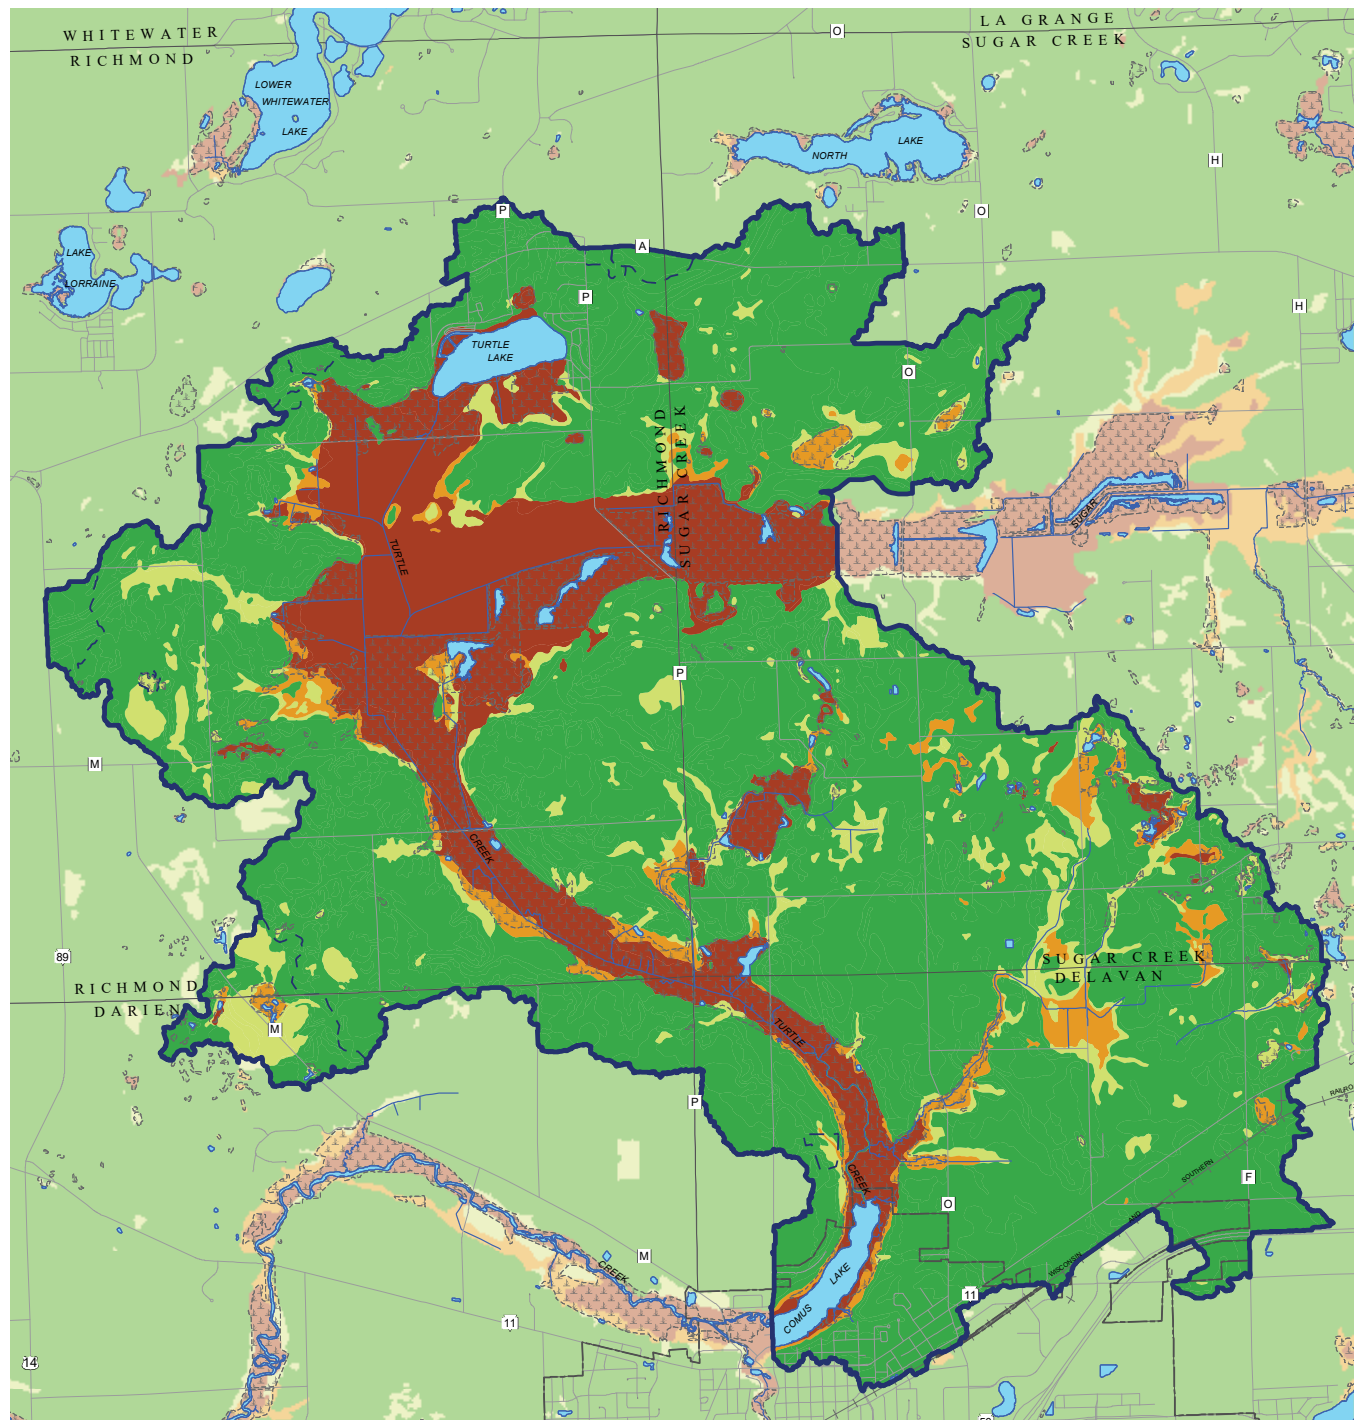 WHITEWATER
RICHMOND
LA GRANGE
SUGAR CREEK
O
LOWER
WHITEWATER
LAKE
NORTH
LAKE
H
P
O
A
LAKE
LORRAINE
P
H
TURTLE
LAKE
O
RICHMOND
SUGAR CREEK
SUGAR
TURTLE
P
M
CREEK
89
SUGAR CREEK
DELAVAN
RICHMOND
DARIEN
M
TURTLE
P
RAILRO
SOUTHERN
F
CREEK
O
AND
WISCONSIN
M
CREEK
LAKE
COMUS
11
11
14